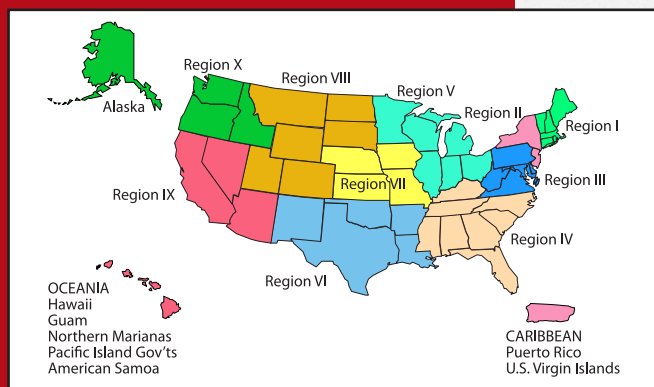 Region X
Region VIII
Region V
Region II
Region I
Alaska
Region IX
Region VII
Region III
Region IV
Region VI
OCEANIA
Hawaii
Guam
Northern Marianas
Pacific Island Gov'ts
American Samoa
CARIBBEAN
Puerto Rico
U.S. Virgin Islands